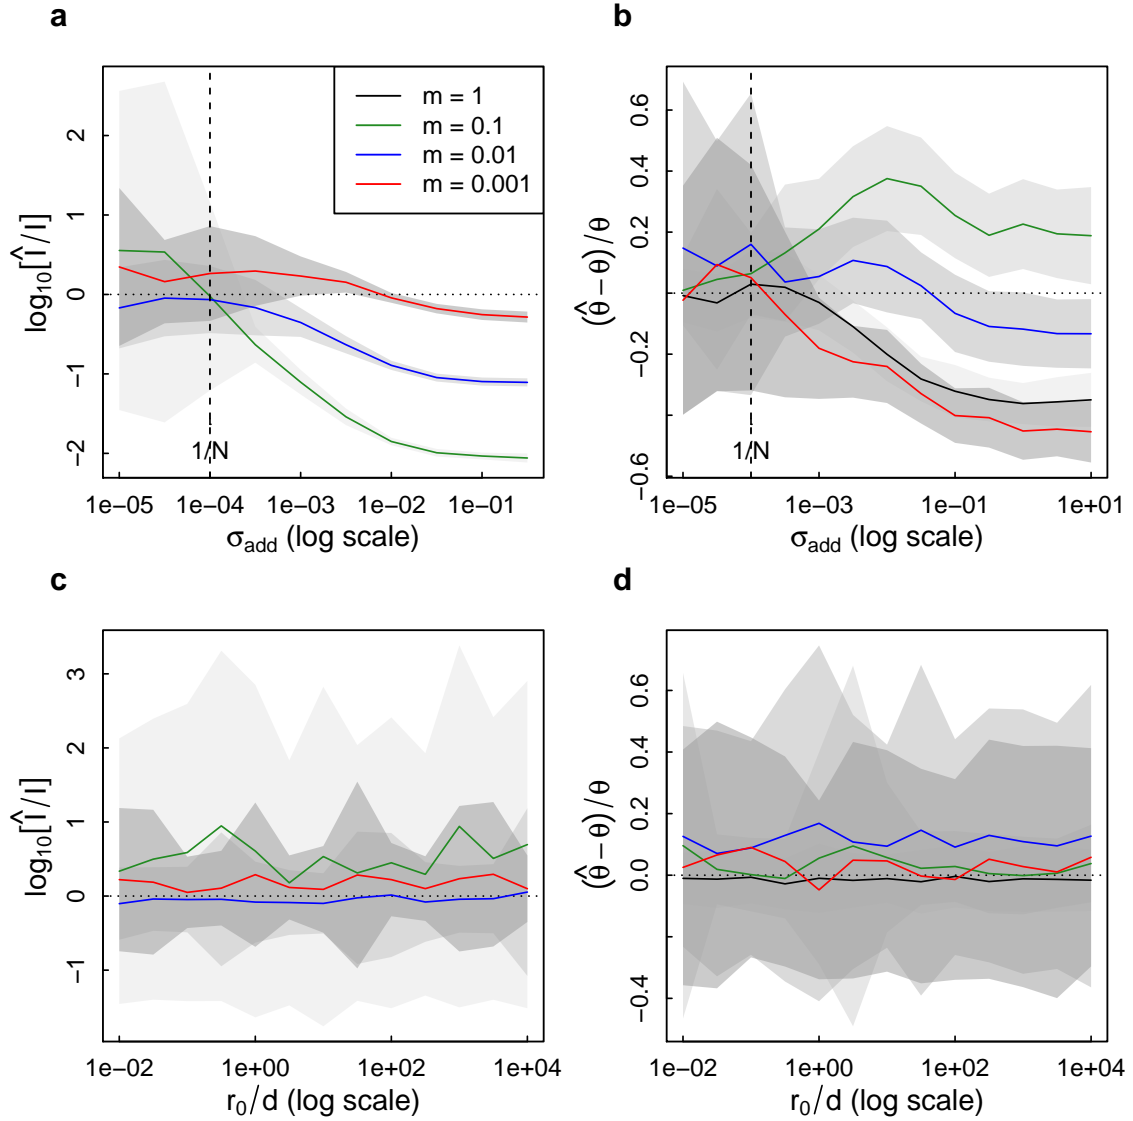 a
log₁₀[Î/I]
2
1
0
−1
−2
m = 1
m = 0.1
m = 0.01
m = 0.001
1/N
1e−05 1e−04 1e−03 1e−02 1e−01
σadd (log scale)
b
(θ̂ − θ)/θ
0.6
0.4
0.2
0.0
−0.2
−0.6
1/N
1e−05 1e−03 1e−01 1e+01
σadd (log scale)
c
log₁₀[Î/I]
3
2
1
0
−1
1e−02 1e+00 1e+02 1e+04
r₀/d (log scale)
d
(θ̂ − θ)/θ
0.6
0.4
0.2
0.0
−0.4
1e−02 1e+00 1e+02 1e+04
r₀/d (log scale)